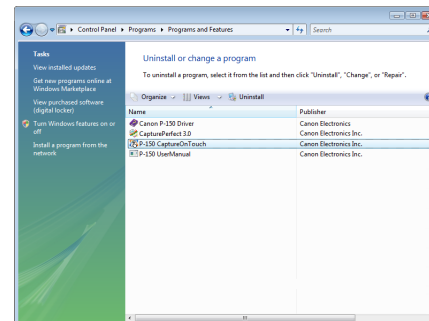 Control Panel ▸ Programs ▸ Programs and Features
Search
Tasks
View installed updates
Get new programs online at
Windows Marketplace
View purchased software
(digital locker)
Turn Windows features on or
off
Install a program from the
network
Uninstall or change a program
To uninstall a program, select it from the list and then click "Uninstall", "Change", or "Repair".
Organize Views Uninstall
Name Publisher
Canon P-150 Driver Canon Electronics
CapturePerfect 3.0 Canon Electronics Inc.
P-150 CaptureOnTouch Canon Electronics Inc.
P-150 UserManual Canon Electronics Inc.